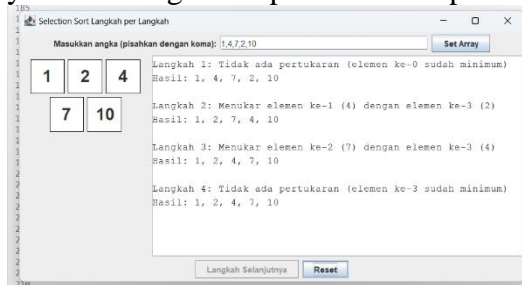 Selection Sort Langkah per Langkah
Masukkan angka (pisahkan dengan koma): 1,4,7,2,10 Set Array
1 2 4
7 10
Langkah 1: Tidak ada pertukaran (elemen ke-0 sudah minimum)
Hasil: 1, 4, 7, 2, 10
Langkah 2: Menukar elemen ke-1 (4) dengan elemen ke-3 (2)
Hasil: 1, 2, 7, 4, 10
Langkah 3: Menukar elemen ke-2 (7) dengan elemen ke-3 (4)
Hasil: 1, 2, 4, 7, 10
Langkah 4: Tidak ada pertukaran (elemen ke-3 sudah minimum)
Hasil: 1, 2, 4, 7, 10
Langkah Selanjutnya Reset